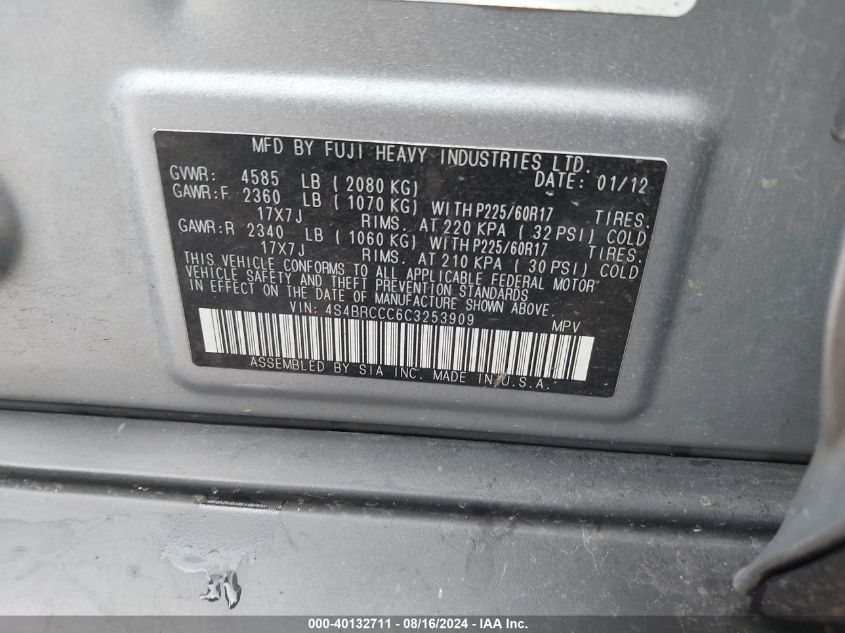 MFD BY FUJI HEAVY INDUSTRIES LTD.
GVWR: 4585 LB ( 2080 KG) DATE: 01/12
GAWR:F 2360 LB ( 1070 KG) WITH P225/60R17 TIRES.
17X7J RIMS. AT 220 KPA ( 32 PSI) COLD
GAWR:R 2340 LB ( 1060 KG) WITH P225/60R17 TIRES.
17X7J RIMS. AT 210 KPA ( 30 PSI) COLD
THIS VEHICLE CONFORMS TO ALL APPLICABLE FEDERAL MOTOR
VEHICLE SAFETY AND THEFT PREVENTION STANDARDS
IN EFFECT ON THE DATE OF MANUFACTURE SHOWN ABOVE.
VIN: 4S4BRCCC6C3253909 MPV
ASSEMBLED BY SIA INC. MADE IN U.S.A.
000-40132711 - 08/16/2024 - IAA Inc.